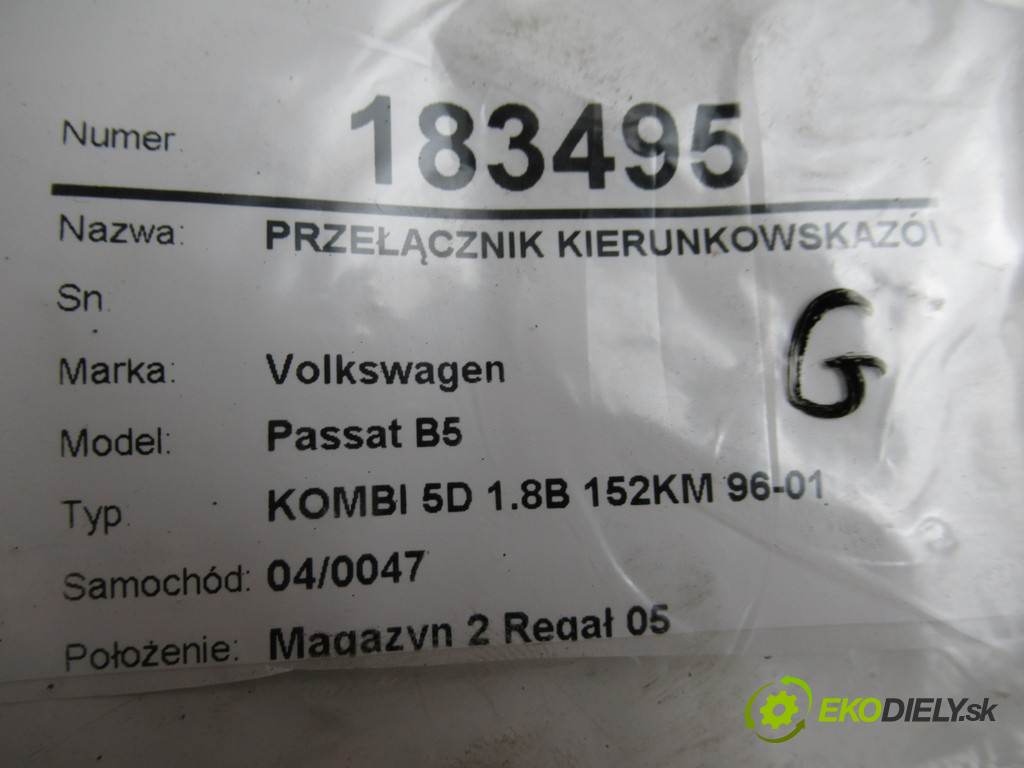 Numer. 183495
Nazwa: PRZEŁĄCZNIK KIERUNKOWSKAZÓ
Sn.
G
Marka: Volkswagen
Model: Passat B5
Typ. KOMBI 5D 1.8B 152KM 96-01
Samochód: 04/0047
Położenie: Magazyn 2 Regał 05
EKODIELY.sk